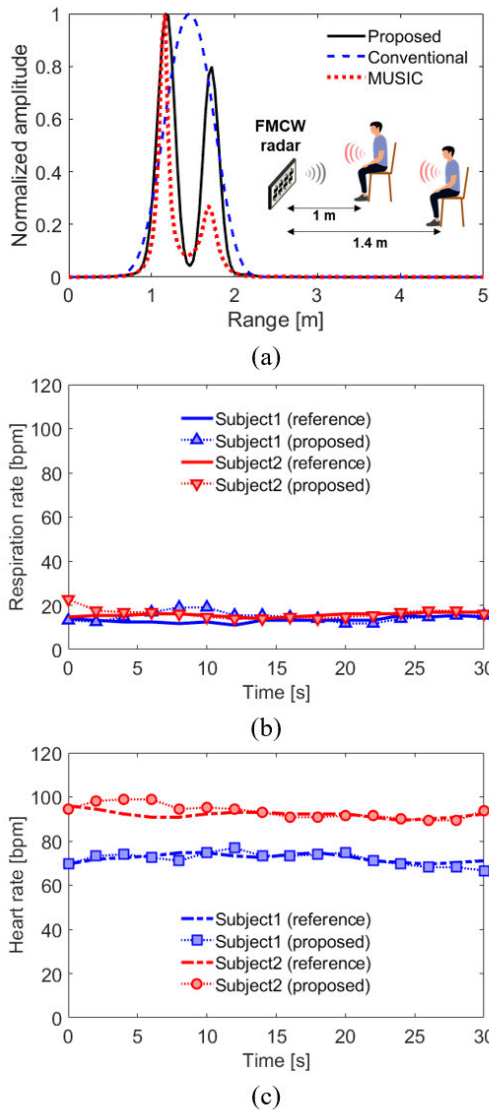 Normalized amplitude
1
0.8
0.6
0.4
0.2
0
Proposed
Conventional
MUSIC
FMCW
radar
1 m
1.4 m
0 1 2 3 4 5
Range [m]
(a)
Respiration rate [bpm]
120
100
80
60
40
20
0
Subject1 (reference)
Subject1 (proposed)
Subject2 (reference)
Subject2 (proposed)
0 5 10 15 20 25 30
Time [s]
(b)
Heart rate [bpm]
120
100
80
60
40
20
0
Subject1 (reference)
Subject1 (proposed)
Subject2 (reference)
Subject2 (proposed)
0 5 10 15 20 25 30
Time [s]
(c)